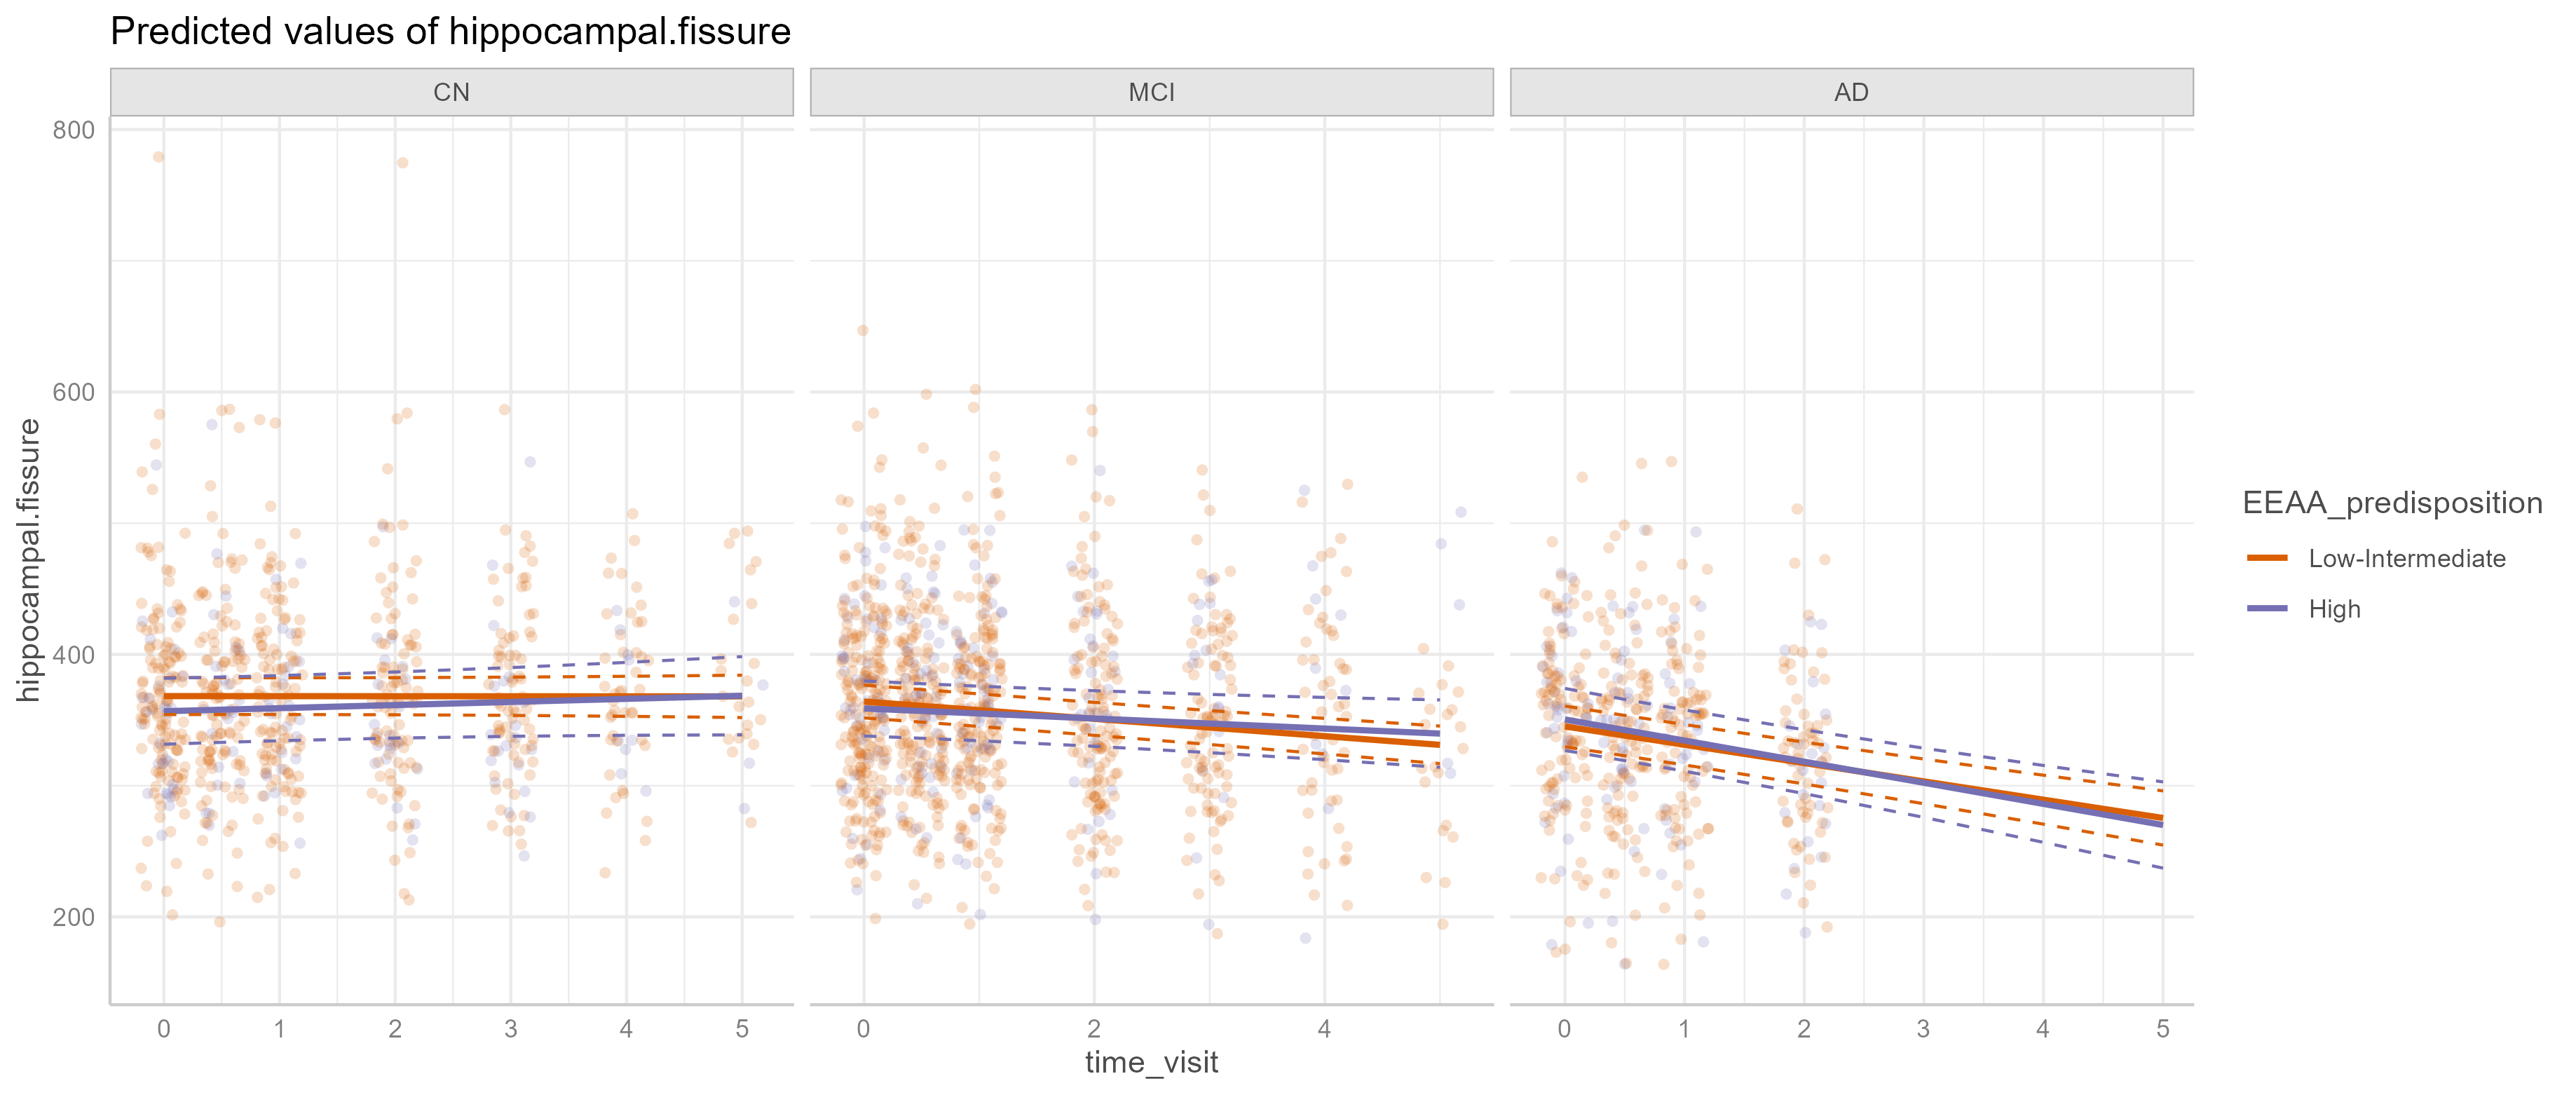 Predicted values of hippocampal.fissure
CN
MCI
AD
800
600
400
200
hippocampal.fissure
0 1 2 3 4 5
0 2 4
0 1 2 3 4 5
time_visit
EEAA_predisposition
Low-Intermediate
High